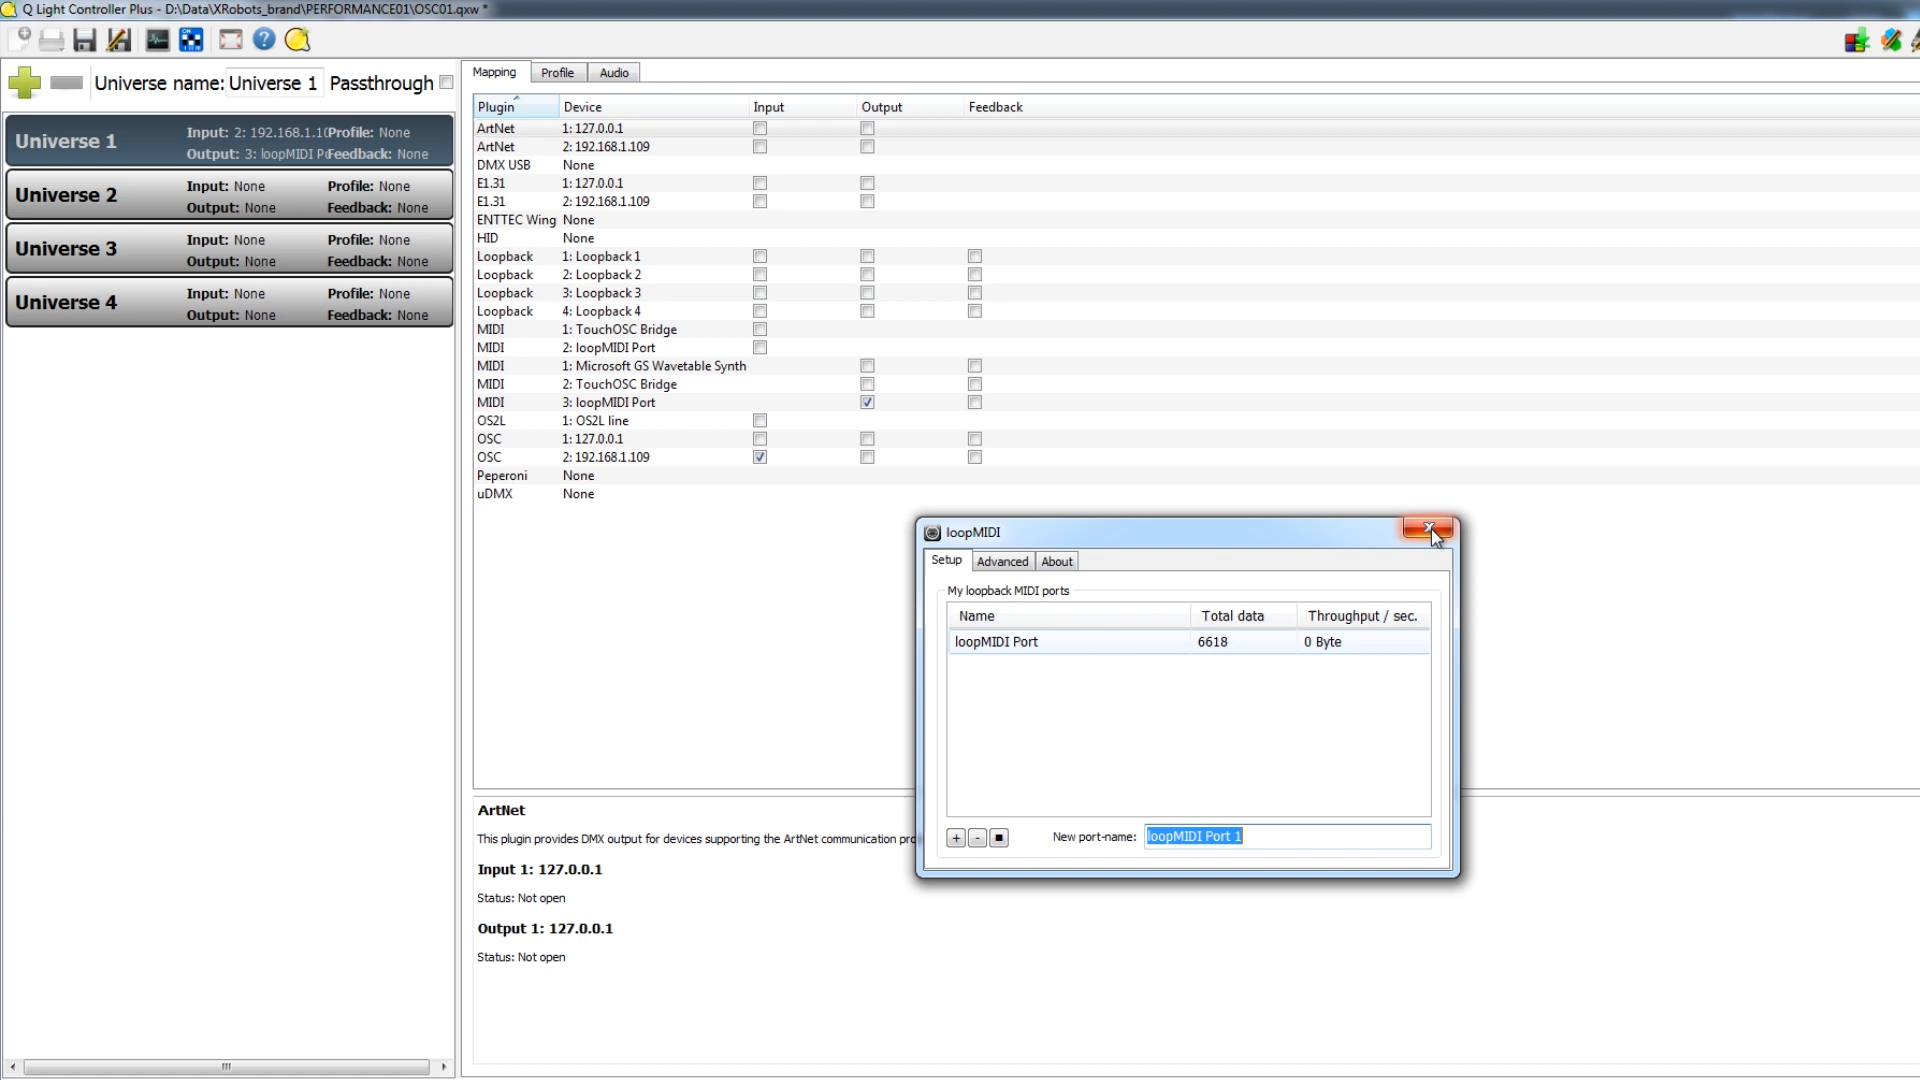 Q Light Controller Plus - D:\Data\XRobots_brand\PERFORMANCE01\OSC01.qxw *
Universe name: Universe 1 Passthrough
Universe 1 Input: 2: 192.168.1.10 Profile: None
Output: 3: loopMIDI Po Feedback: None
Universe 2 Input: None Profile: None
Output: None Feedback: None
Universe 3 Input: None Profile: None
Output: None Feedback: None
Universe 4 Input: None Profile: None
Output: None Feedback: None
Mapping Profile Audio
Plugin Device Input Output Feedback
ArtNet 1: 127.0.0.1
ArtNet 2: 192.168.1.109
DMX USB None
E1.31 1: 127.0.0.1
E1.31 2: 192.168.1.109
ENTTEC Wing None
HID None
Loopback 1: Loopback 1
Loopback 2: Loopback 2
Loopback 3: Loopback 3
Loopback 4: Loopback 4
MIDI 1: TouchOSC Bridge
MIDI 2: loopMIDI Port
MIDI 1: Microsoft GS Wavetable Synth
MIDI 2: TouchOSC Bridge
MIDI 3: loopMIDI Port
OS2L 1: OS2L line
OSC 1: 127.0.0.1
OSC 2: 192.168.1.109
Peperoni None
uDMX None
loopMIDI
Setup Advanced About
My loopback MIDI ports
Name Total data Throughput / sec.
loopMIDI Port 6618 0 Byte
+ - New port-name: loopMIDI Port 1
ArtNet
This plugin provides DMX output for devices supporting the ArtNet communication pro
Input 1: 127.0.0.1
Status: Not open
Output 1: 127.0.0.1
Status: Not open